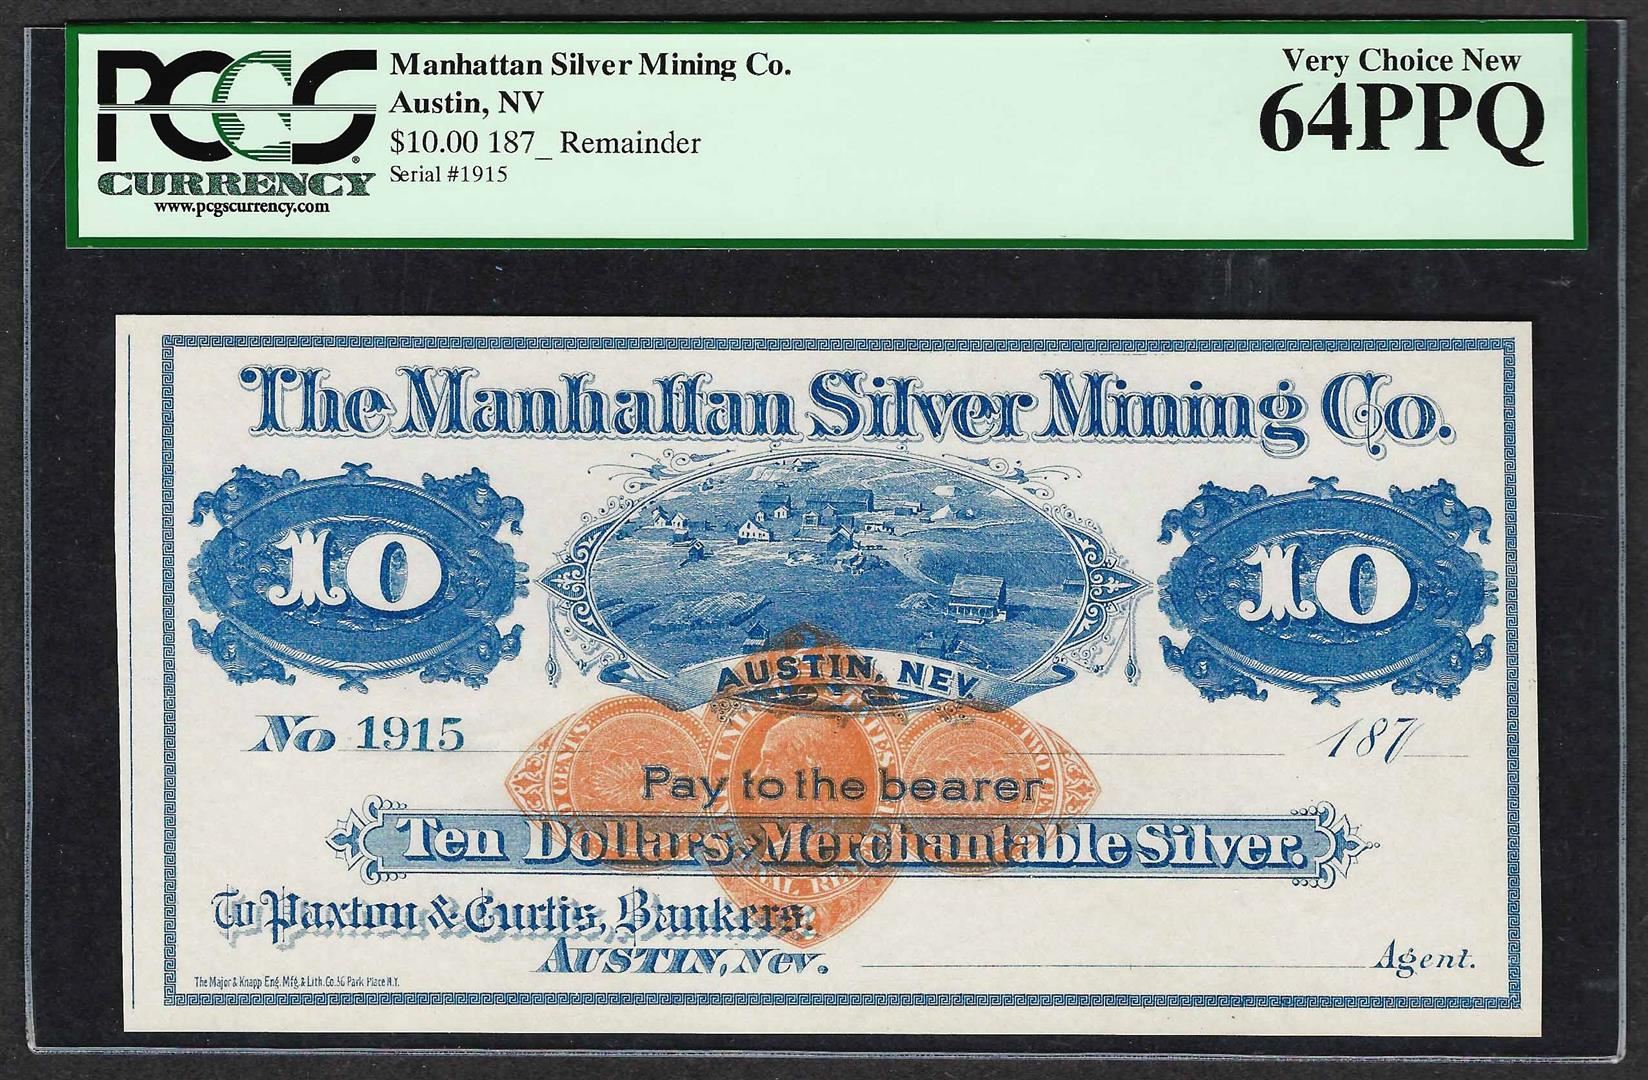 PCGS
CURRENCY
www.pcgscurrency.com
Manhattan Silver Mining Co.
Austin, NV
$10.00 187_ Remainder
Serial #1915
Very Choice New
64PPQ
The Manhattan Silver Mining Co.
10
10
AUSTIN, NEV.
No 1915
187
Pay to the bearer
Ten Dollars, Merchantable Silver.
To Paxton & Curtis, Bankers.
AUSTIN, Nev.
Agent.
The Major & Knapp Eng. Mfg. & Lith. Co. 56 Park Place N.Y.